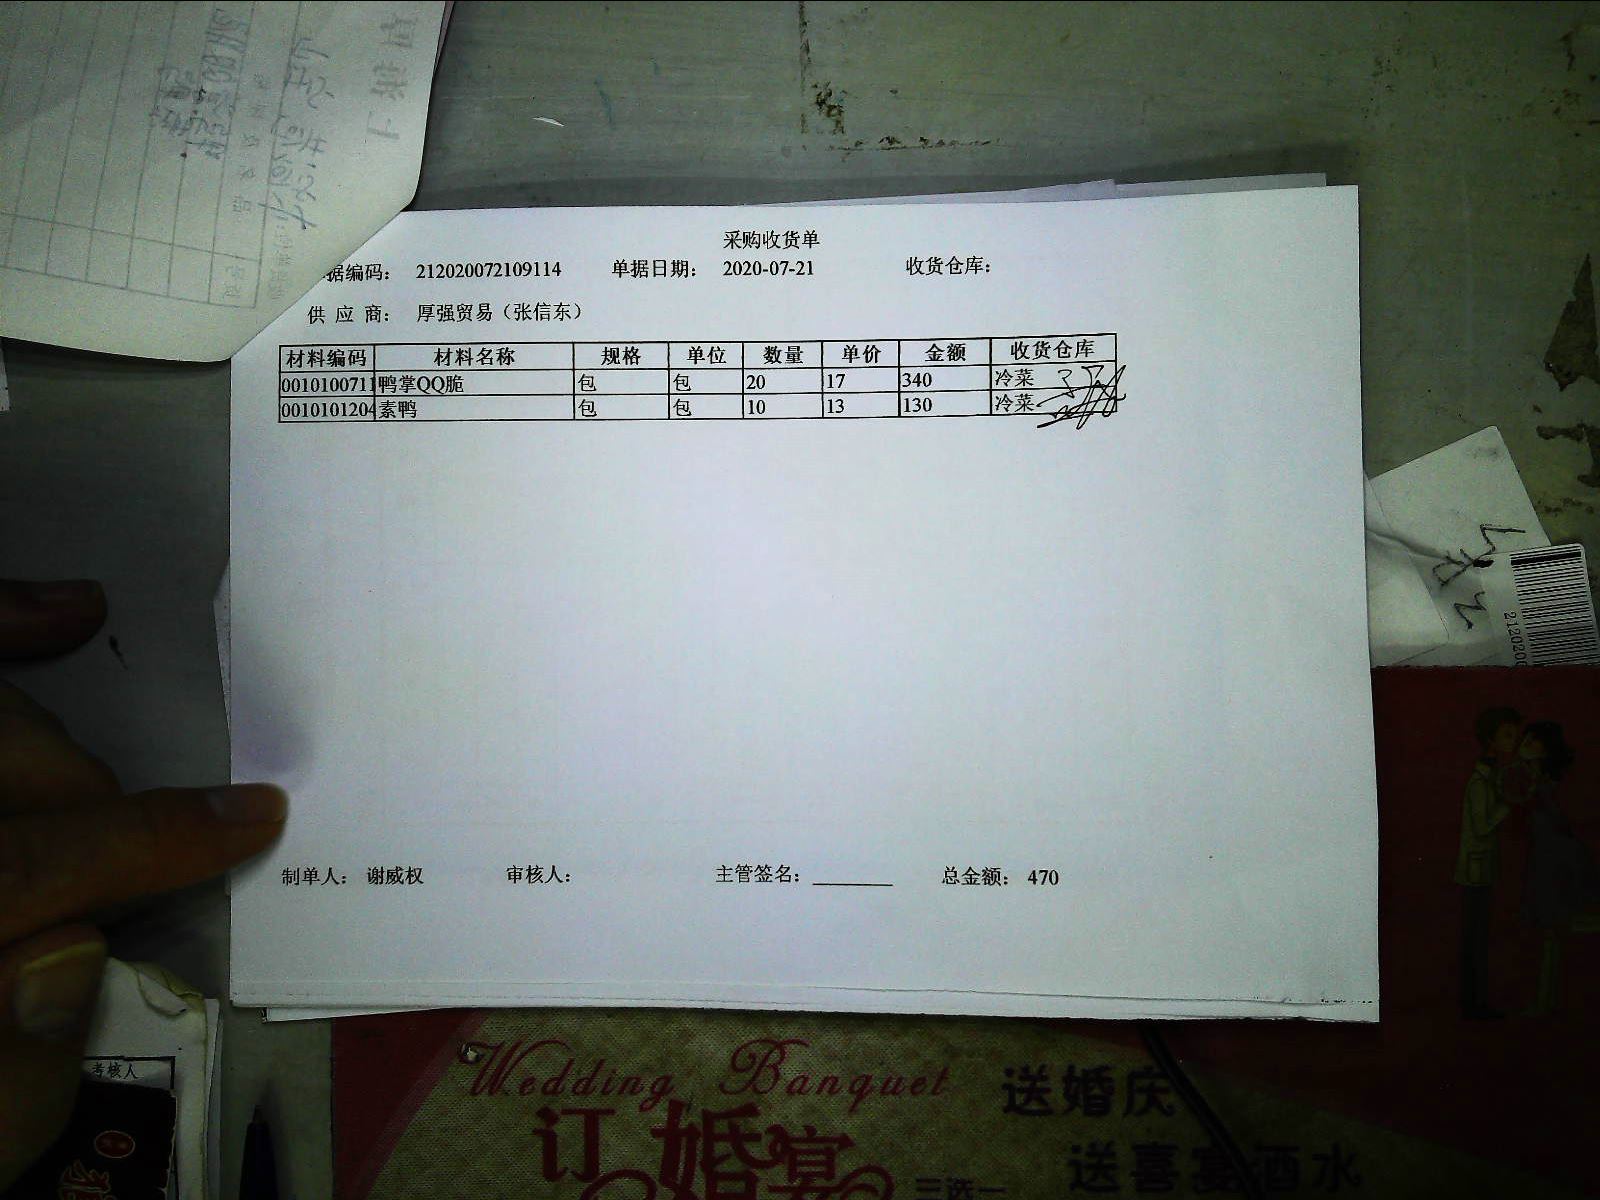 采购收货单
据编码： 212020072109114 单据日期： 2020-07-21 收货仓库：
供 应 商： 厚强贸易（张信东）
材料编码 材料名称 规格 单位 数量 单价 金额 收货仓库
0010100711 鸭掌QQ脆 包 包 20 17 340 冷菜
0010101204 素鸭 包 包 10 13 130 冷菜
制单人： 谢威权 审核人： 主管签名： ________ 总金额： 470
考核人
Wedding Banquet
送婚庆
订婚宴
送喜宴酒水
三选一